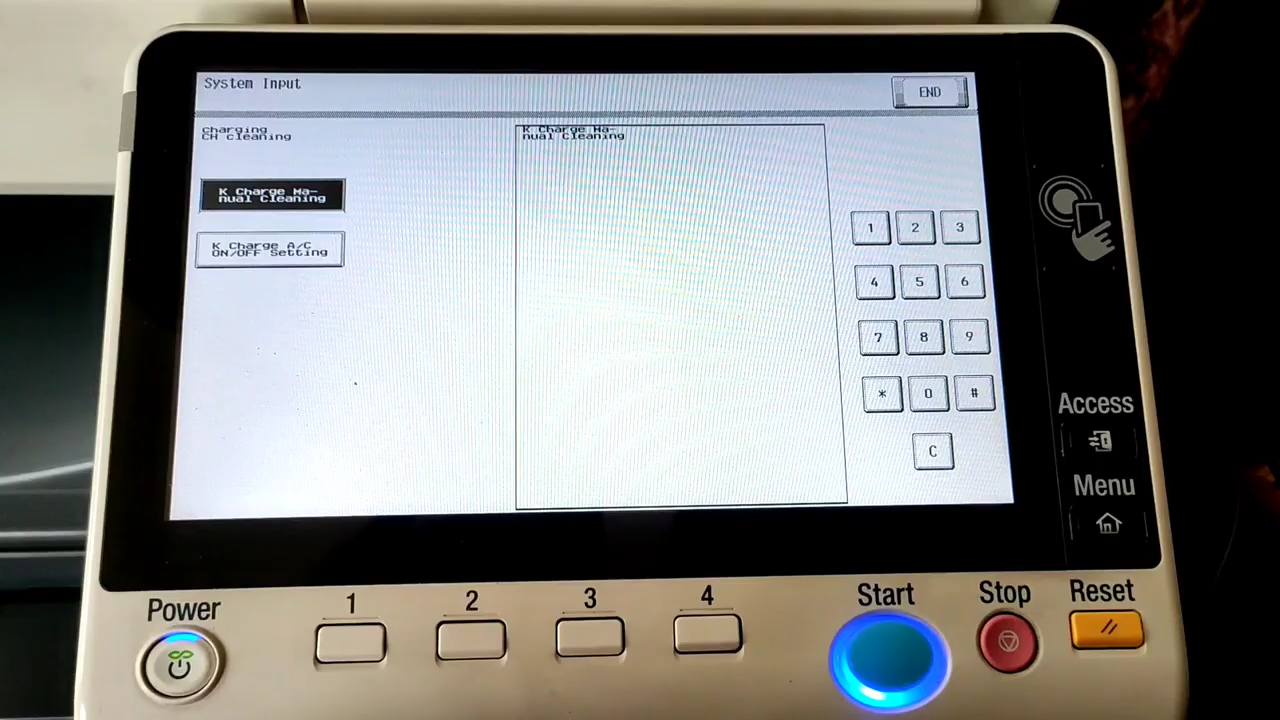 System Input
END
charging
CH cleaning
K Charge Ma-
nual Cleaning
K Charge A/C
ON/OFF Setting
K Charge Ma-
nual Cleaning
1 2 3
4 5 6
7 8 9
* 0 #
C
Access
Menu
Power
1 2 3 4
Start
Stop
Reset